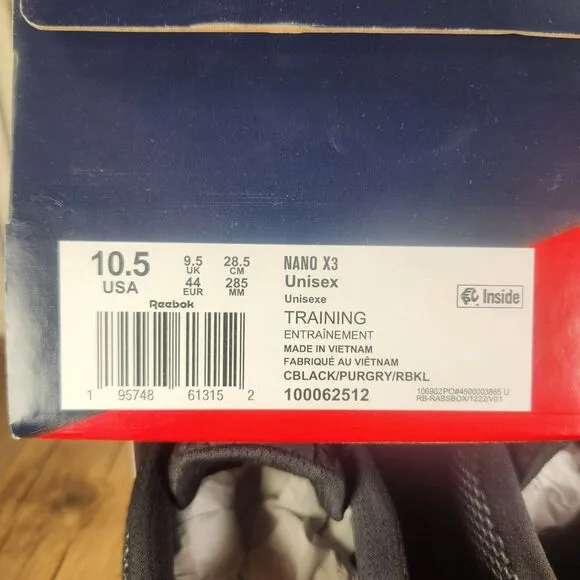 10.5
USA
9.5
UK
28.5
CM
44
EUR
285
MM
Reebok
1 95748 61315 2
NANO X3
Unisex
Unisexe
TRAINING
ENTRAÎNEMENT
MADE IN VIETNAM
FABRIQUÉ AU VIÊTNAM
CBLACK/PURGRY/RBKL
100062512
Inside
106902 PO#4500003865 U
RB-RABSBOX/1222/V01